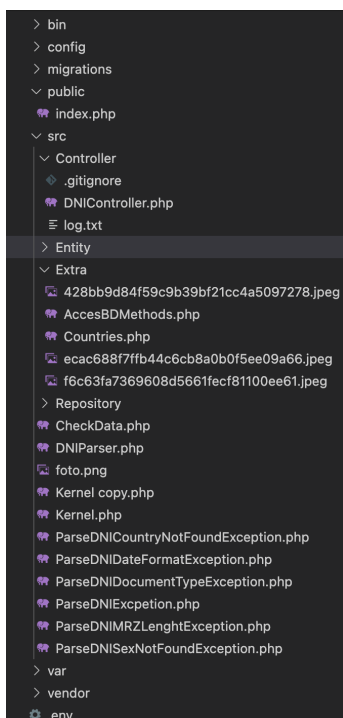 bin
config
migrations
public
index.php
src
Controller
.gitignore
DNIController.php
log.txt
Entity
Extra
428bb9d84f59c9b39bf21cc4a5097278.jpeg
AccesBDMethods.php
Countries.php
ecac688f7ffb44c6cb8a0b0f5ee09a66.jpeg
f6c63fa7369608d5661fecf81100ee61.jpeg
Repository
CheckData.php
DNIParser.php
foto.png
Kernel copy.php
Kernel.php
ParseDNICountryNotFoundException.php
ParseDNIDateFormatException.php
ParseDNIDocumentTypeException.php
ParseDNIExcpetion.php
ParseDNIMRZLenghtException.php
ParseDNISexNotFoundException.php
var
vendor
.env